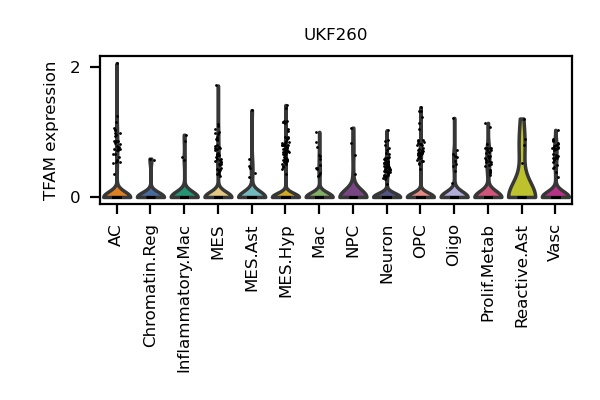 UKF260
TFAM expression
2
0
AC
Chromatin.Reg
Inflammatory.Mac
MES
MES.Ast
MES.Hyp
Mac
NPC
Neuron
OPC
Oligo
Prolif.Metab
Reactive.Ast
Vasc